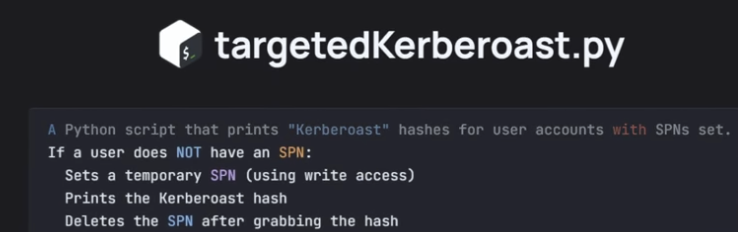 $_
targetedKerberoast.py
A Python script that prints "Kerberoast" hashes for user accounts with SPNs set.
If a user does NOT have an SPN:
Sets a temporary SPN (using write access)
Prints the Kerberoast hash
Deletes the SPN after grabbing the hash